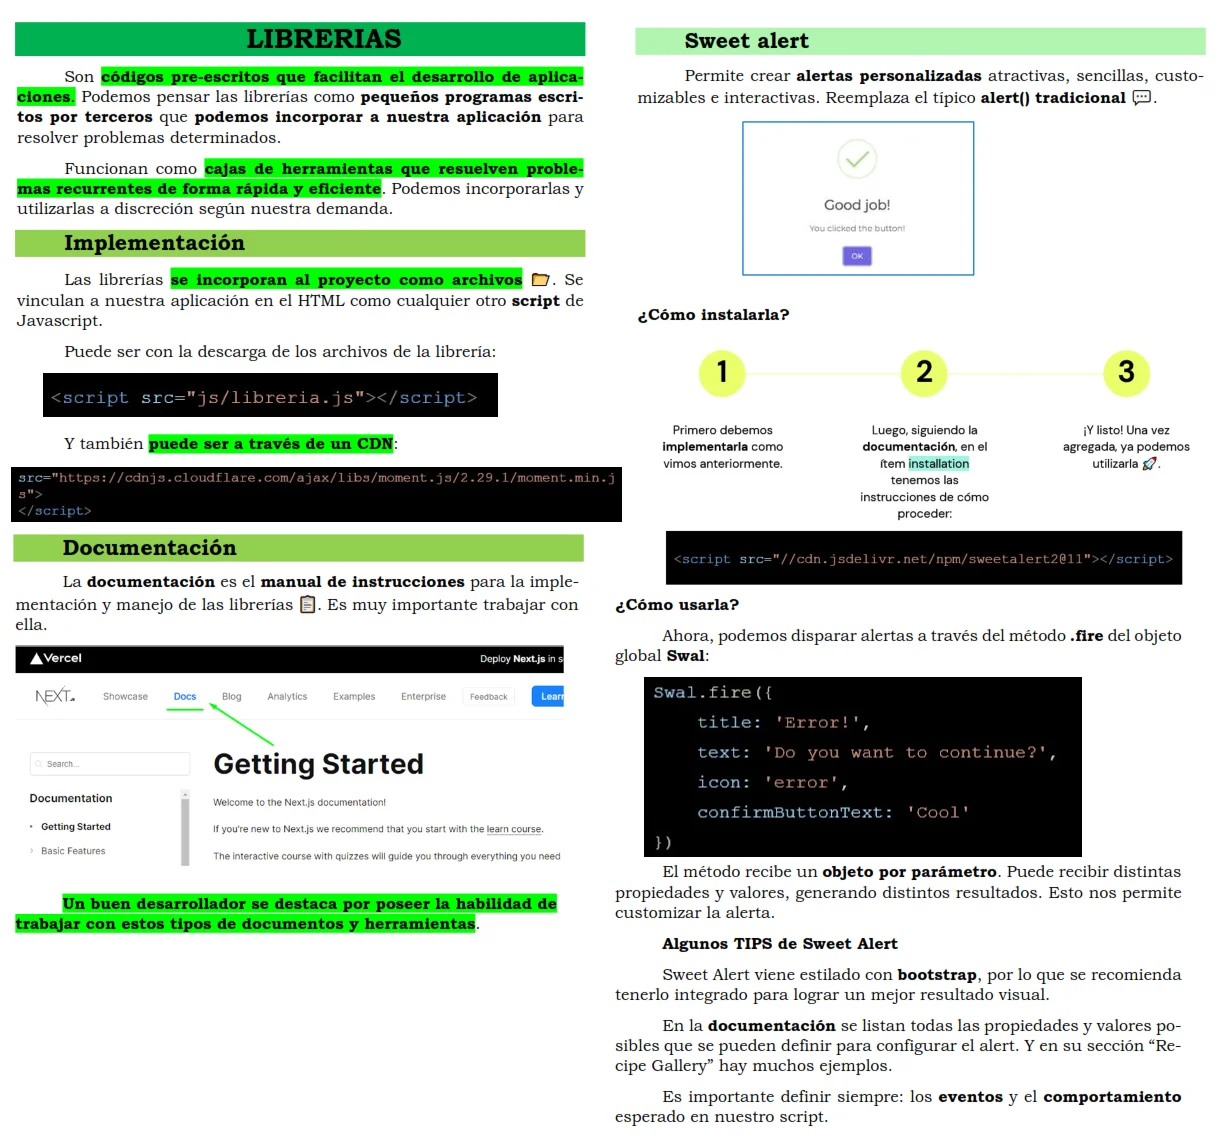 LIBRERIAS
Son códigos pre-escritos que facilitan el desarrollo de aplica-
ciones. Podemos pensar las librerías como pequeños programas escri-
tos por terceros que podemos incorporar a nuestra aplicación para
resolver problemas determinados.
Funcionan como cajas de herramientas que resuelven proble-
mas recurrentes de forma rápida y eficiente. Podemos incorporarlas y
utilizarlas a discreción según nuestra demanda.
Implementación
Las librerías se incorporan al proyecto como archivos 📂. Se
vinculan a nuestra aplicación en el HTML como cualquier otro script de
Javascript.
Puede ser con la descarga de los archivos de la librería:
<script src="js/libreria.js"></script>
Y también puede ser a través de un CDN:
src="https://cdnjs.cloudflare.com/ajax/libs/moment.js/2.29.1/moment.min.j
s">
</script>
Documentación
La documentación es el manual de instrucciones para la imple-
mentación y manejo de las librerías 📋. Es muy importante trabajar con
ella.
Vercel
Deploy Next.js in s
NEXT.
Showcase
Docs
Blog
Analytics
Examples
Enterprise
Feedback
Lear
Search...
Documentation
Getting Started
Basic Features
Getting Started
Welcome to the Next.js documentation!
If you're new to Next.js we recommend that you start with the learn course.
The interactive course with quizzes will guide you through everything you need
Un buen desarrollador se destaca por poseer la habilidad de
trabajar con estos tipos de documentos y herramientas.
Sweet alert
Permite crear alertas personalizadas atractivas, sencillas, custo-
mizables e interactivas. Reemplaza el típico alert() tradicional 💬.
Good job!
You clicked the button!
OK
¿Cómo instalarla?
1
Primero debemos
implementarla como
vimos anteriormente.
2
Luego, siguiendo la
documentación, en el
ítem installation
tenemos las
instrucciones de cómo
proceder:
3
¡Y listo! Una vez
agregada, ya podemos
utilizarla 🚀.
<script src="//cdn.jsdelivr.net/npm/sweetalert2@11"></script>
¿Cómo usarla?
Ahora, podemos disparar alertas a través del método .fire del objeto
global Swal:
Swal.fire({
title: 'Error!',
text: 'Do you want to continue?',
icon: 'error',
confirmButtonText: 'Cool'
})
El método recibe un objeto por parámetro. Puede recibir distintas
propiedades y valores, generando distintos resultados. Esto nos permite
customizar la alerta.
Algunos TIPS de Sweet Alert
Sweet Alert viene estilado con bootstrap, por lo que se recomienda
tenerlo integrado para lograr un mejor resultado visual.
En la documentación se listan todas las propiedades y valores po-
sibles que se pueden definir para configurar el alert. Y en su sección “Re-
cipe Gallery” hay muchos ejemplos.
Es importante definir siempre: los eventos y el comportamiento
esperado en nuestro script.